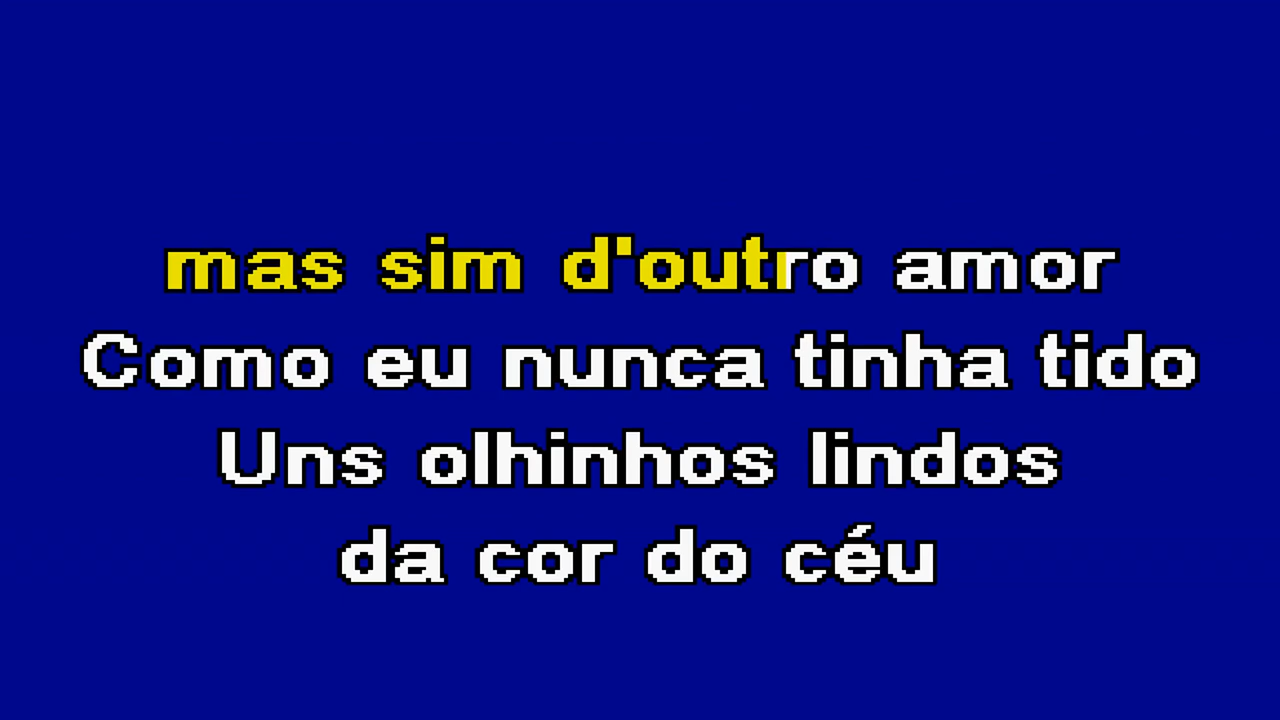 mas sim d'outro amor
Como eu nunca tinha tido
Uns olhinhos lindos
da cor do céu